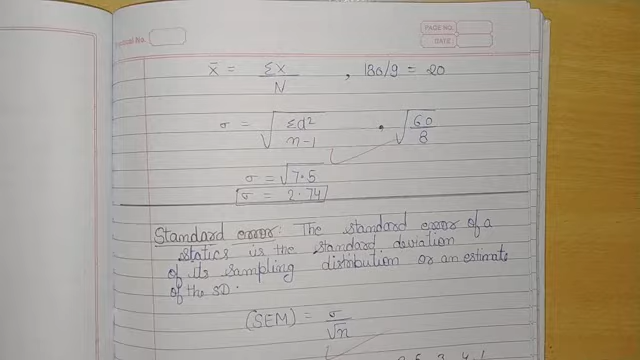 PAGE NO.
DATE:
X̄ = ΣX / N , 180/9 = 20
σ = √(Σd² / n-1) √(60 / 8)
σ = √7.5
σ = 2.74
Standard error: The standard error of a
statics is the standard deviation
of its sampling distribution or an estimate
of the SD.
(SEM) = σ / √n